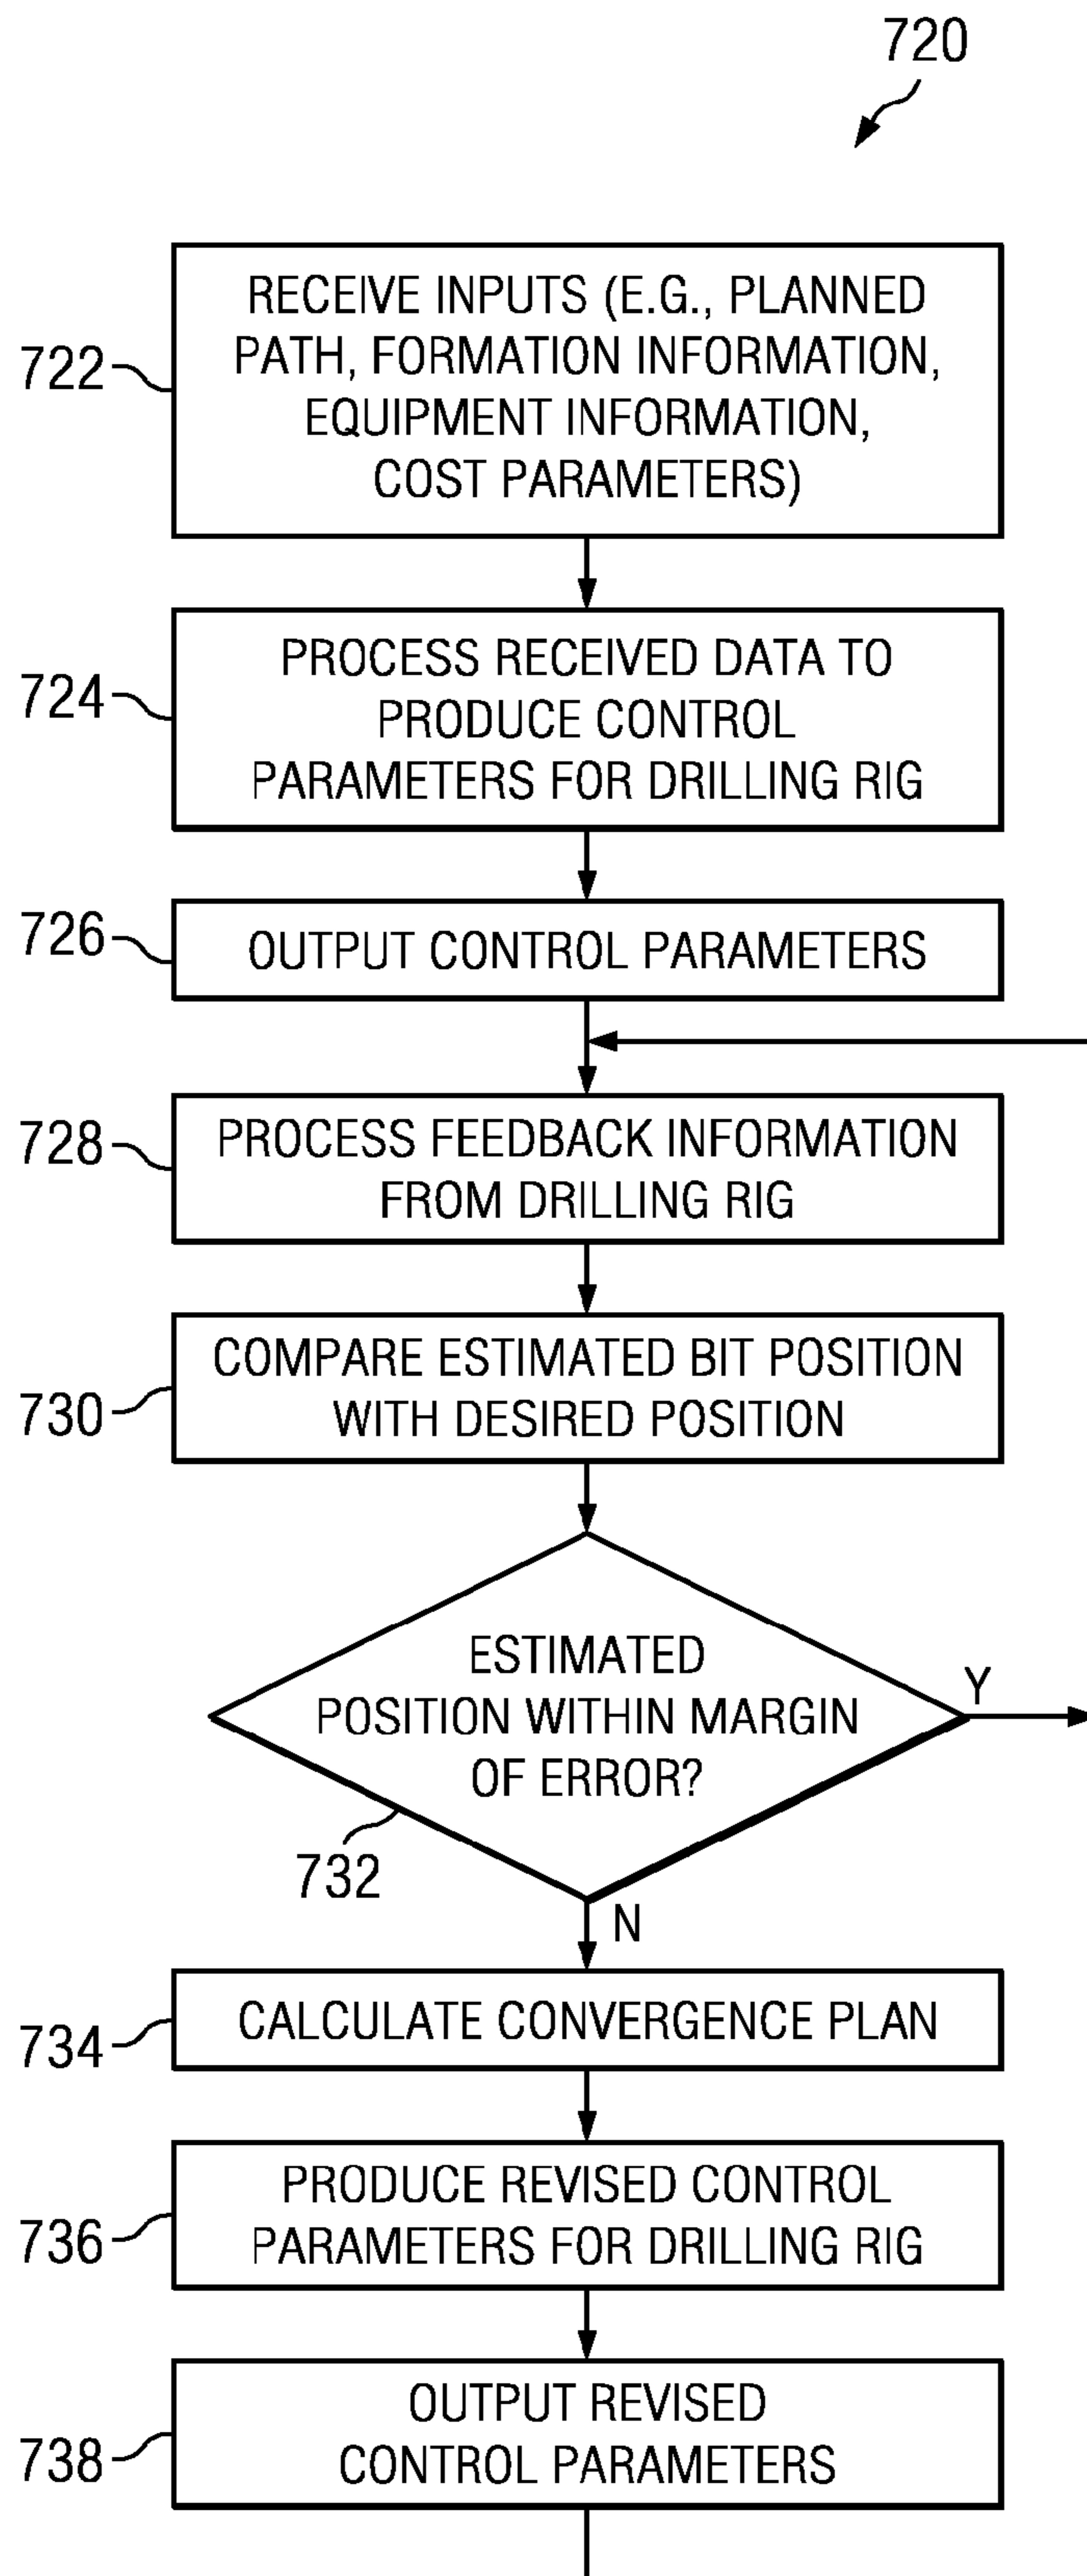 720
722
RECEIVE INPUTS (E.G., PLANNED
PATH, FORMATION INFORMATION,
EQUIPMENT INFORMATION,
COST PARAMETERS)
724
PROCESS RECEIVED DATA TO
PRODUCE CONTROL
PARAMETERS FOR DRILLING RIG
726
OUTPUT CONTROL PARAMETERS
728
PROCESS FEEDBACK INFORMATION
FROM DRILLING RIG
730
COMPARE ESTIMATED BIT POSITION
WITH DESIRED POSITION
ESTIMATED
POSITION WITHIN MARGIN
OF ERROR?
Y
732
N
734
CALCULATE CONVERGENCE PLAN
736
PRODUCE REVISED CONTROL
PARAMETERS FOR DRILLING RIG
738
OUTPUT REVISED
CONTROL PARAMETERS